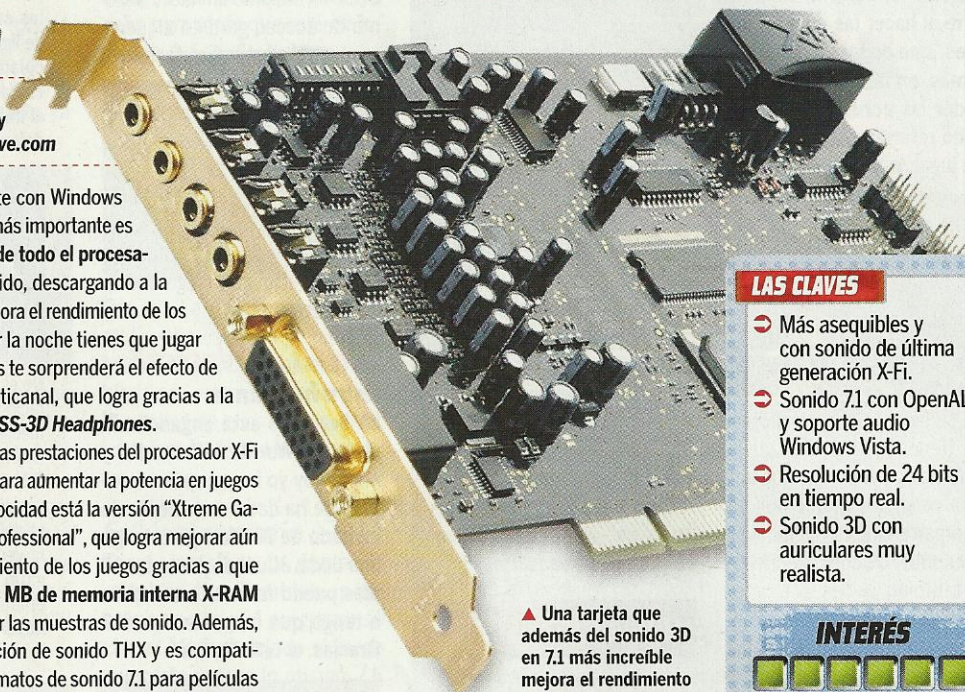 y
ve.com
te con Windows
más importante es
de todo el procesa-
ido, descargando a la
ora el rendimiento de los
r la noche tienes que jugar
s te sorprenderá el efecto de
ticanal, que logra gracias a la
SS-3D Headphones.
as prestaciones del procesador X-Fi
ara aumentar la potencia en juegos
ocidad está la versión “Xtreme Ga-
ofessional”, que logra mejorar aún
iento de los juegos gracias a que
MB de memoria interna X-RAM
r las muestras de sonido. Además,
ción de sonido THX y es compati-
matos de sonido 7.1 para películas
▲ Una tarjeta que
además del sonido 3D
en 7.1 más increíble
mejora el rendimiento
LAS CLAVES
Más asequibles y
con sonido de última
generación X-Fi.
Sonido 7.1 con OpenAL
y soporte audio
Windows Vista.
Resolución de 24 bits
en tiempo real.
Sonido 3D con
auriculares muy
realista.
INTERÉS